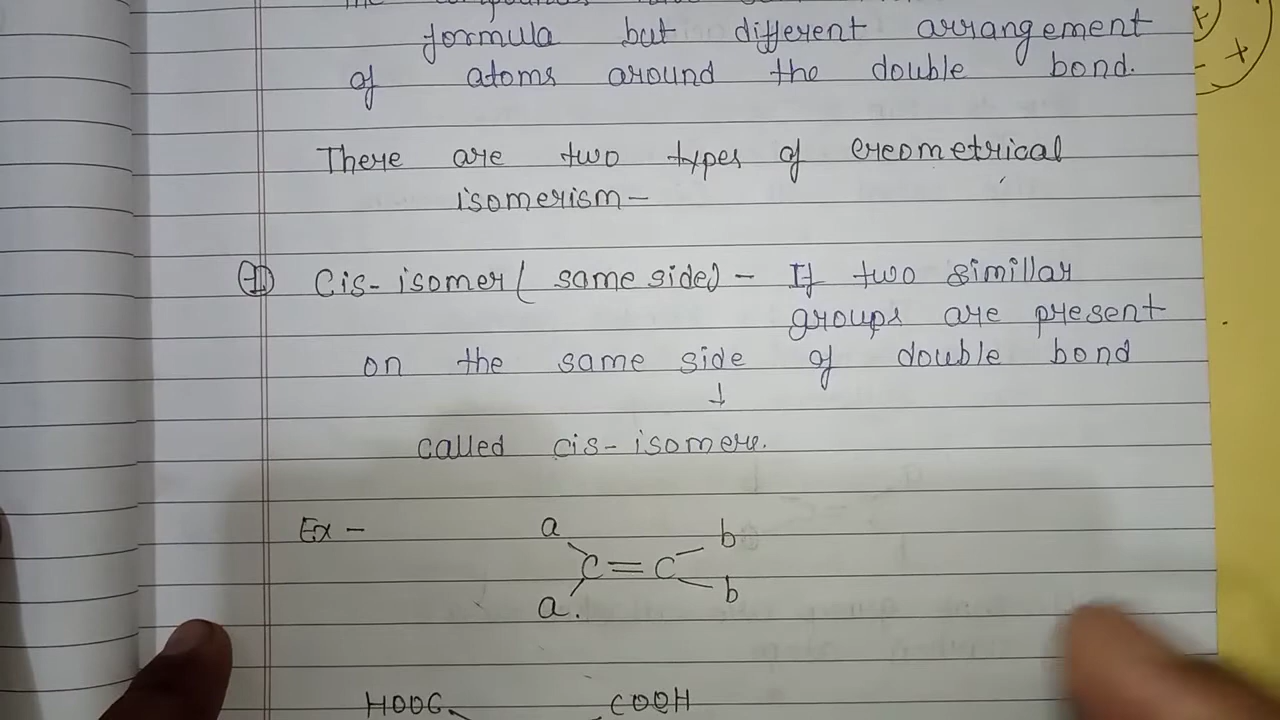 formula but different arrangement
of atoms around the double bond.
There are two types of Greometrical
isomerism-
I Cis-isomer( same side) - If two simillar
groups are present
on the same side of double bond
↓
called cis-isomer.
Ex - a b
C=C
a. b
HOOC COOH